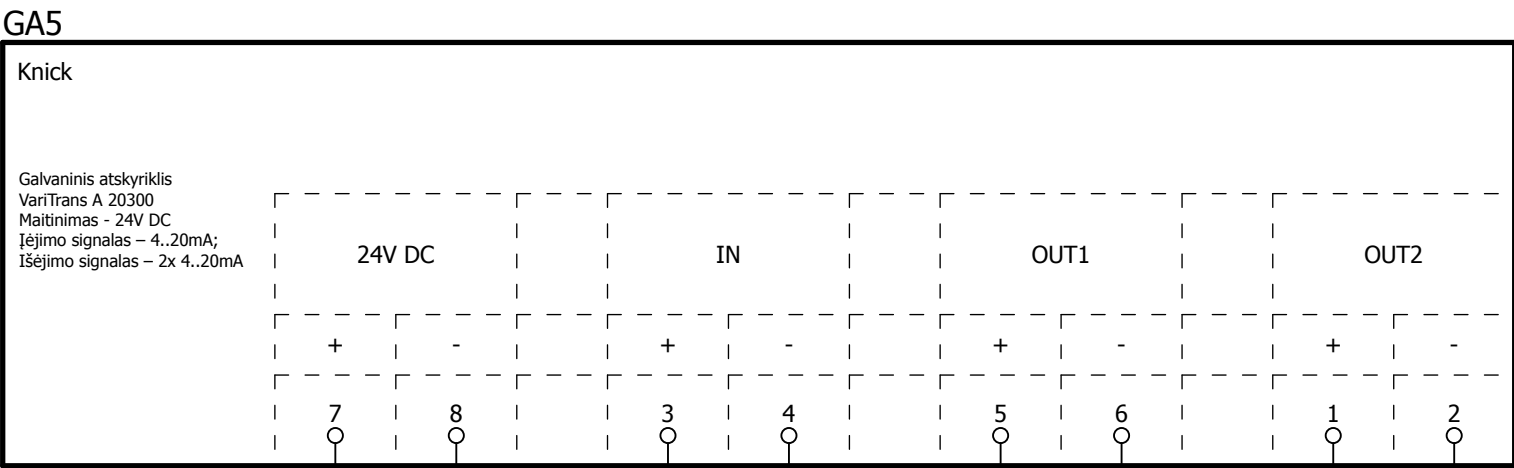 GA5
Knick
Galvaninis atskyriklis
VariTrans A 20300
Maitinimas - 24V DC
Įėjimo signalas – 4..20mA;
Išėjimo signalas – 2x 4..20mA
24V DC IN OUT1 OUT2
+ - + - + - + -
7 8 3 4 5 6 1 2